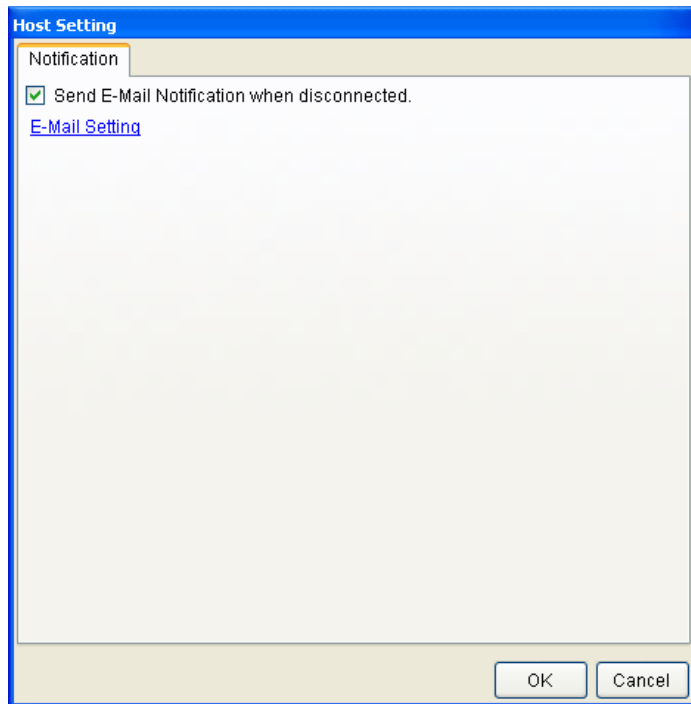 Host Setting
Notification
Send E-Mail Notification when disconnected.
E-Mail Setting
OK
Cancel